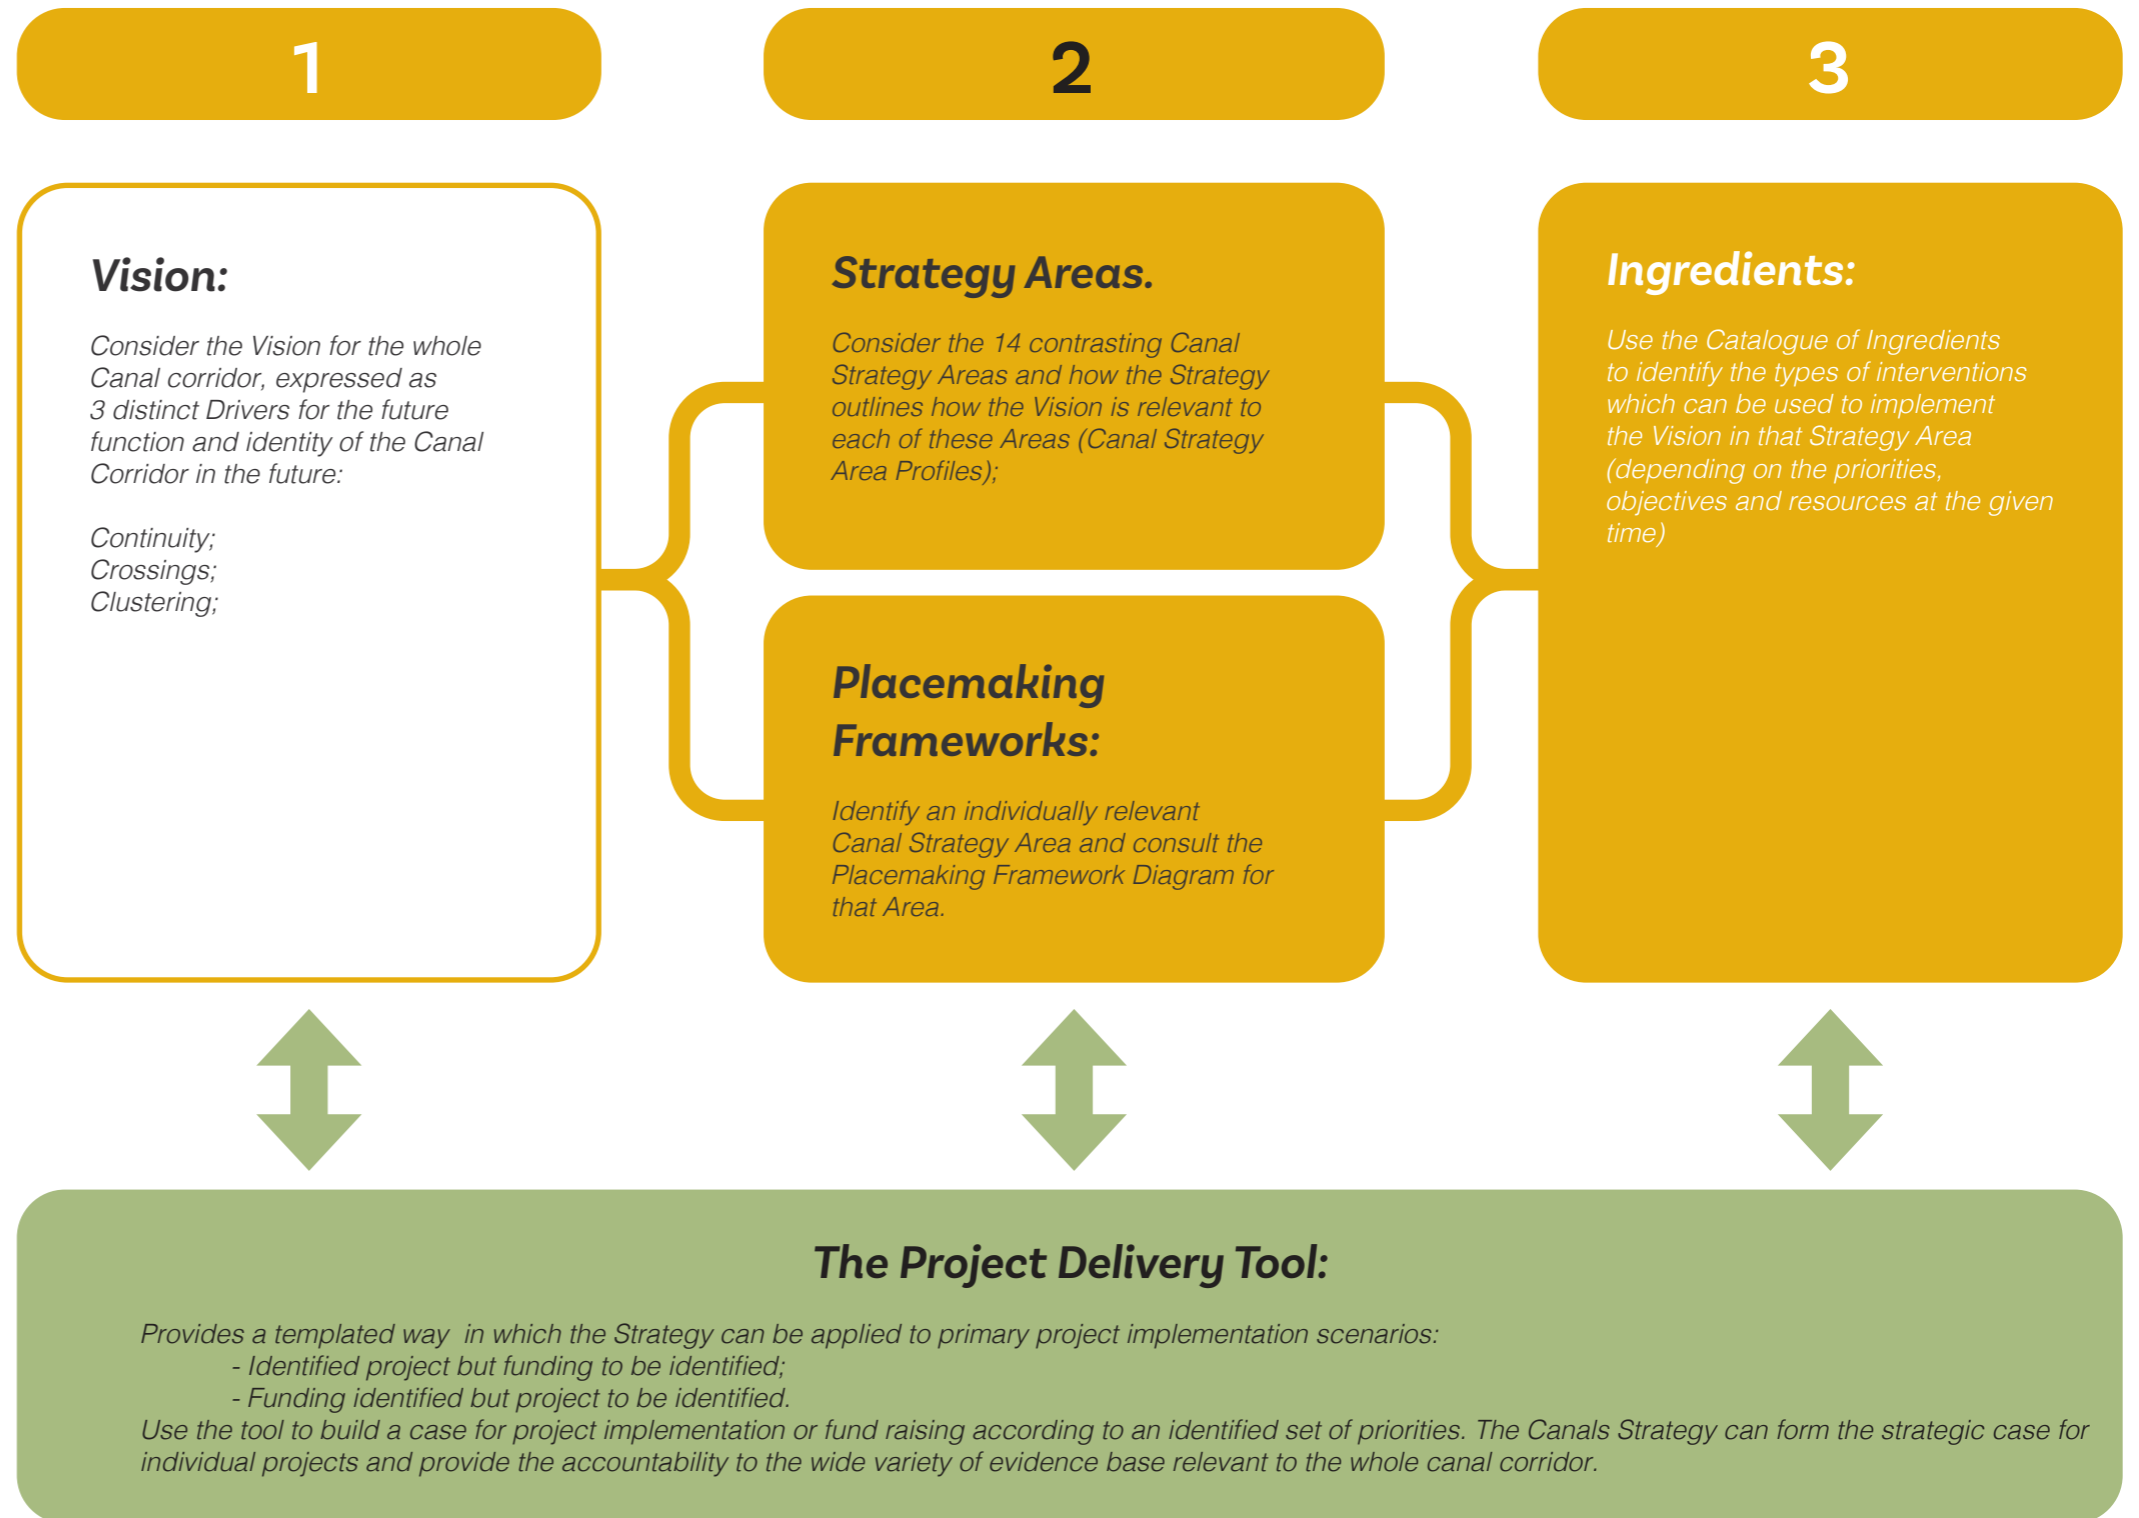 1
2
3
Vision:
Consider the Vision for the whole
Canal corridor, expressed as
3 distinct Drivers for the future
function and identity of the Canal
Corridor in the future:
Continuity;
Crossings;
Clustering;
Strategy Areas.
Consider the 14 contrasting Canal
Strategy Areas and how the Strategy
outlines how the Vision is relevant to
each of these Areas (Canal Strategy
Area Profiles);
Placemaking
Frameworks:
Identify an individually relevant
Canal Strategy Area and consult the
Placemaking Framework Diagram for
that Area.
Ingredients:
Use the Catalogue of Ingredients
to identify the types of interventions
which can be used to implement
the Vision in that Strategy Area
(depending on the priorities,
objectives and resources at the given
time)
The Project Delivery Tool:
Provides a templated way  in which the Strategy can be applied to primary project implementation scenarios:
- Identified project but funding to be identified;
- Funding identified but project to be identified.
Use the tool to build a case for project implementation or fund raising according to an identified set of priorities. The Canals Strategy can form the strategic case for
individual projects and provide the accountability to the wide variety of evidence base relevant to the whole canal corridor.